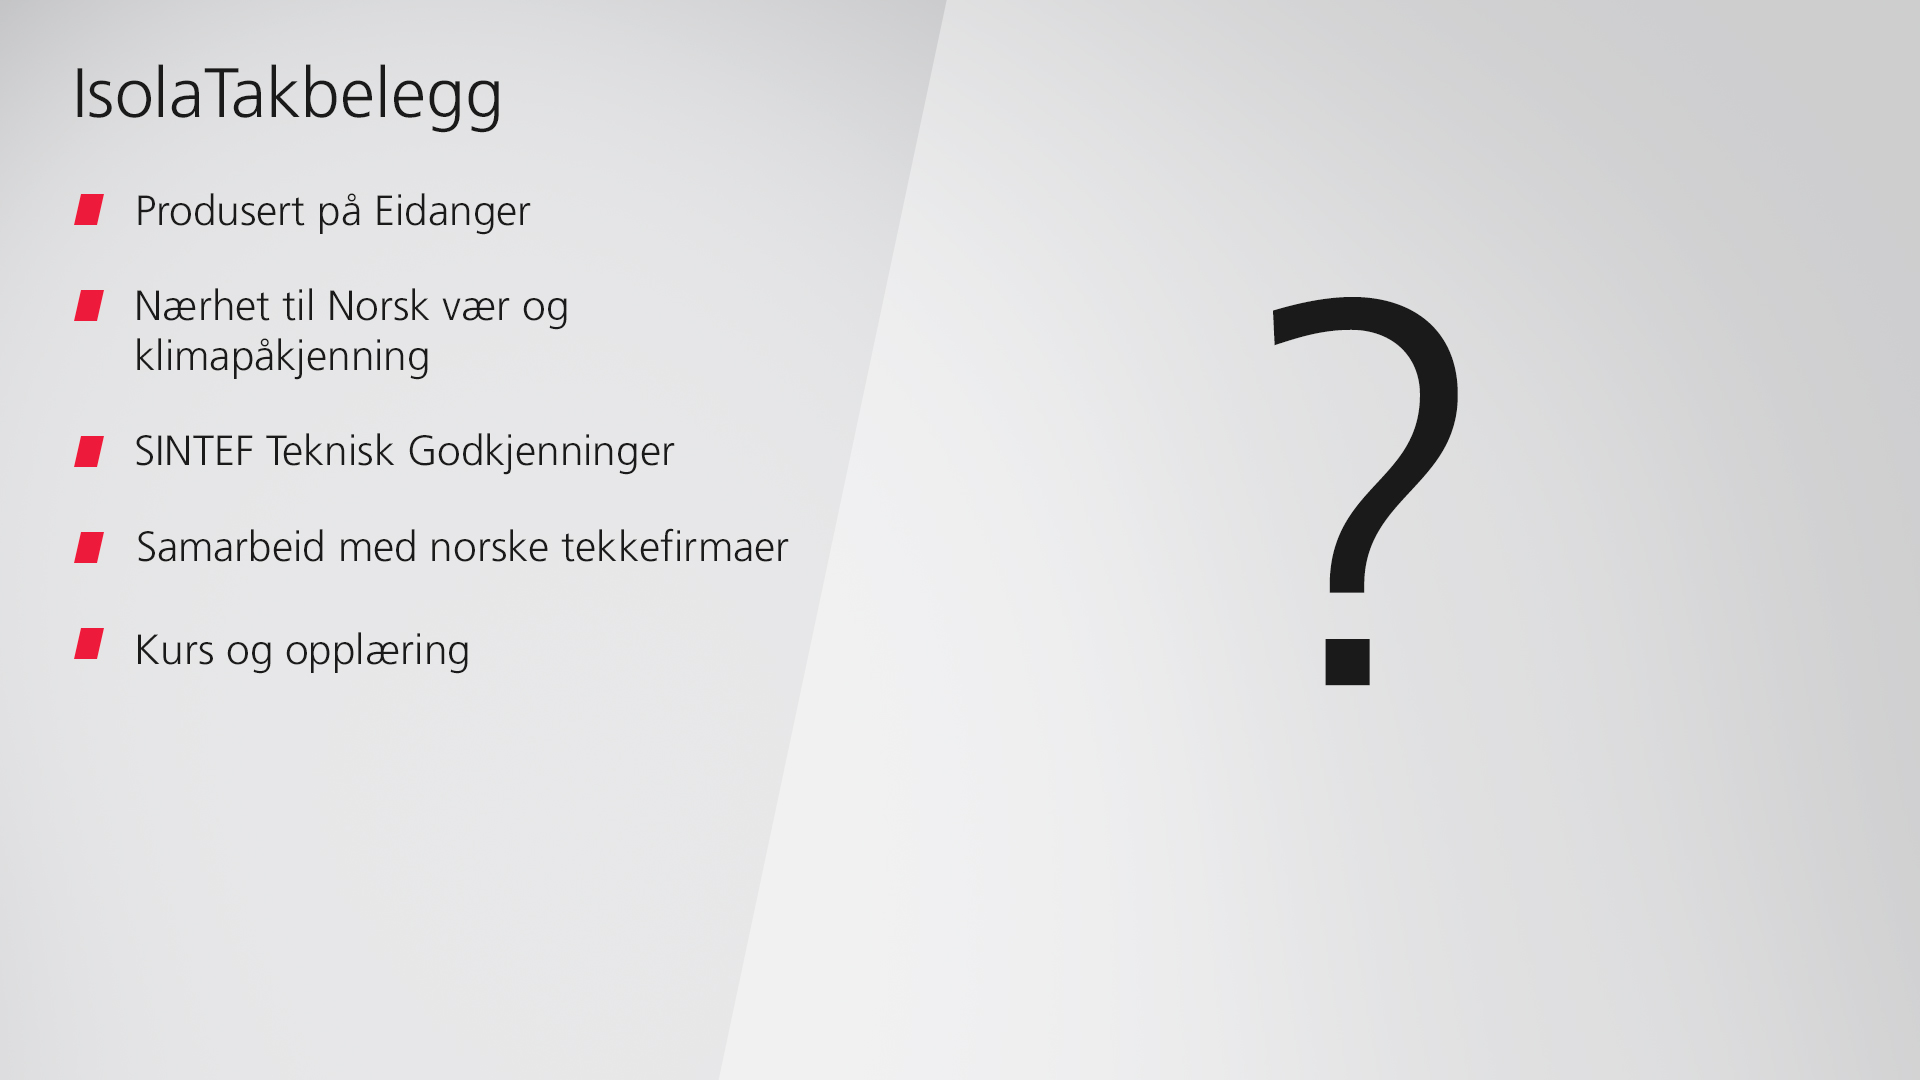 IsolaTakbelegg
Produsert på Eidanger
Nærhet til Norsk vær og
klimapåkjenning
SINTEF Teknisk Godkjenninger
Samarbeid med norske tekkefirmaer
Kurs og opplæring
?